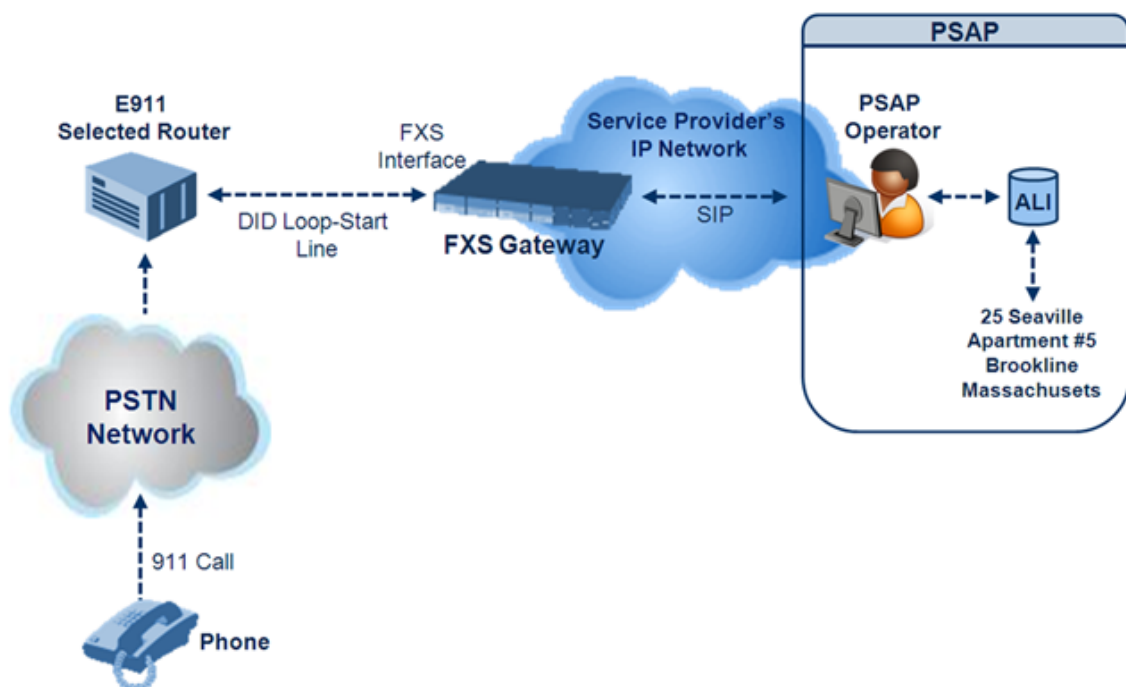 PSAP
E911
Selected Router
FXS
Interface
DID Loop-Start
Line
FXS Gateway
Service Provider's
IP Network
SIP
PSAP
Operator
ALI
25 Seaville
Apartment #5
Brookline
Massachusets
PSTN
Network
911 Call
Phone